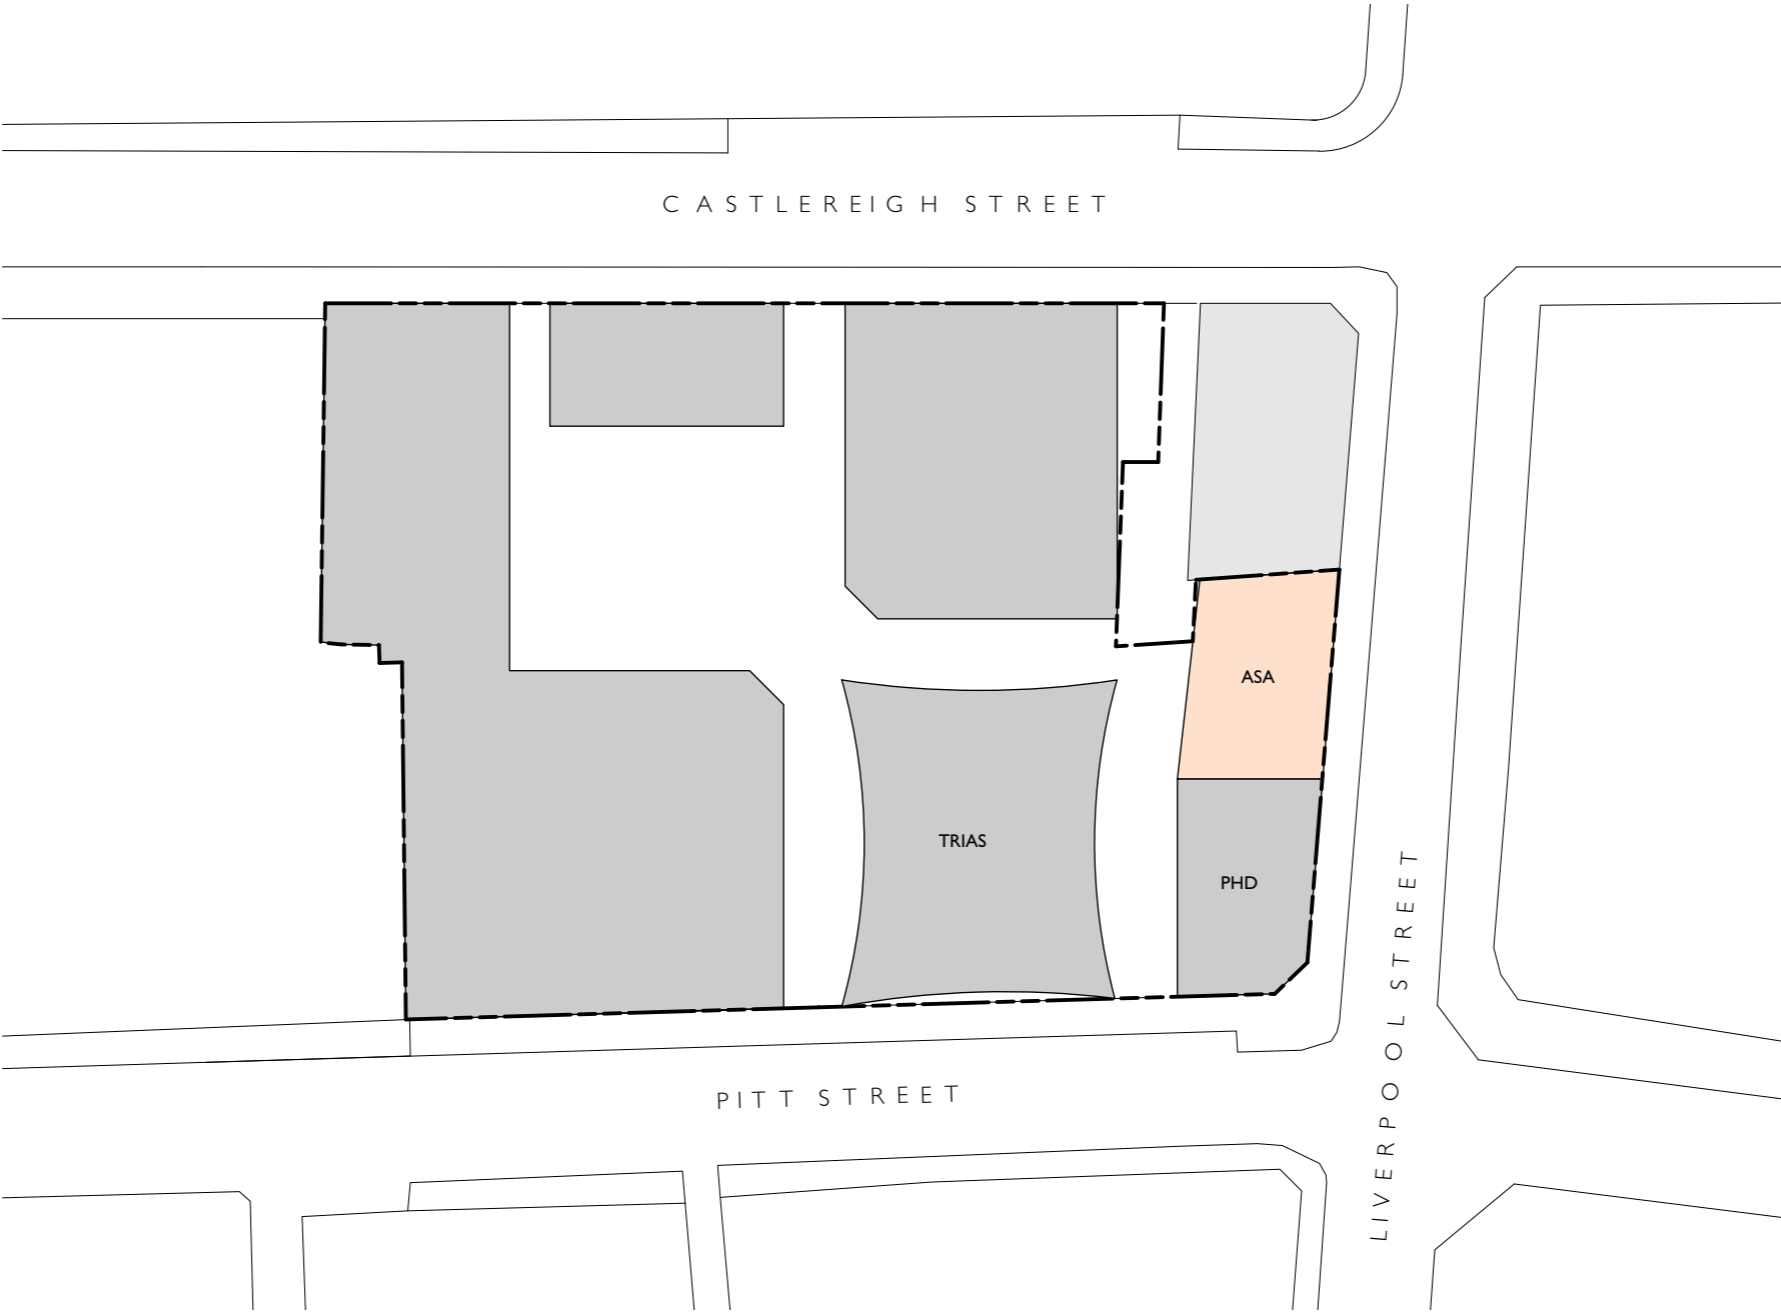 CASTLEREIGH STREET
ASA
TRIAS
PHD
LIVERPOOL STREET
PITT STREET